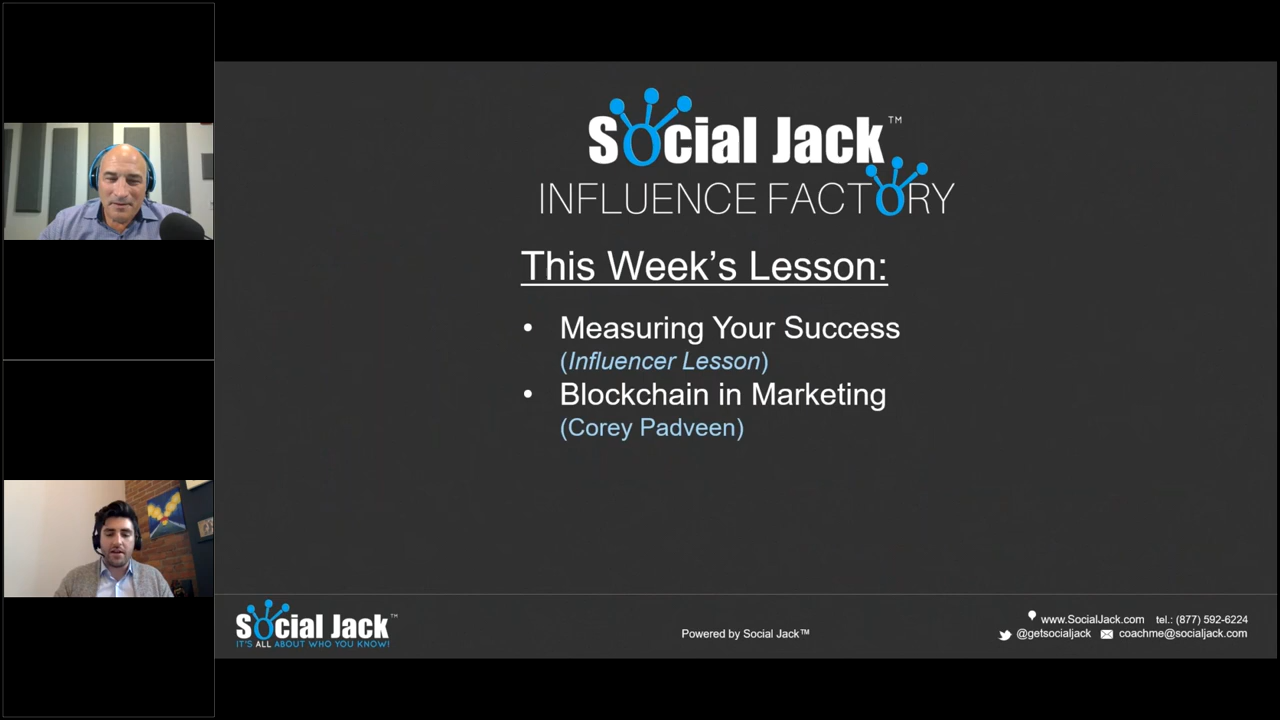 Social Jack™
INFLUENCE FACTORY
This Week's Lesson:
• Measuring Your Success
(Influencer Lesson)
• Blockchain in Marketing
(Corey Padveen)
Social Jack™
IT'S ALL ABOUT WHO YOU KNOW!
Powered by Social Jack™
www.SocialJack.com tel.: (877) 592-6224
@getsocialjack coachme@socialjack.com